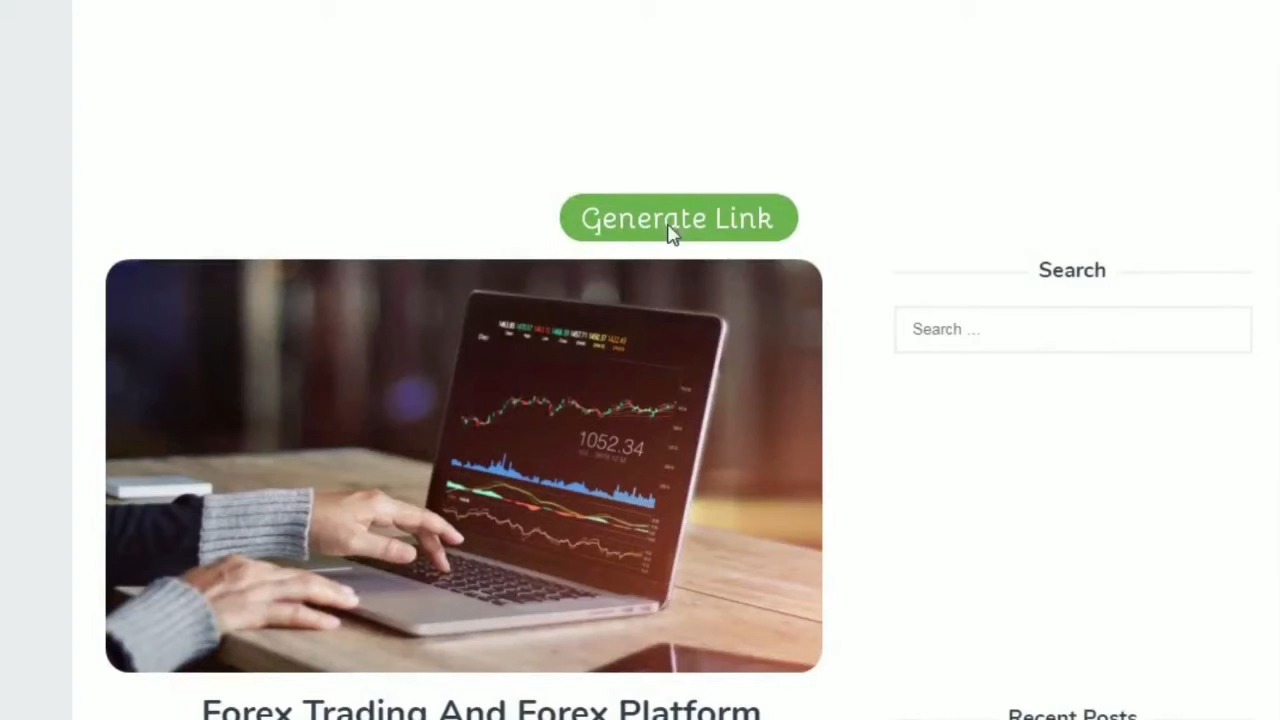 Generate Link
Search
Search ...
1052.34
Forex Trading And Forex Platform
Recent Posts